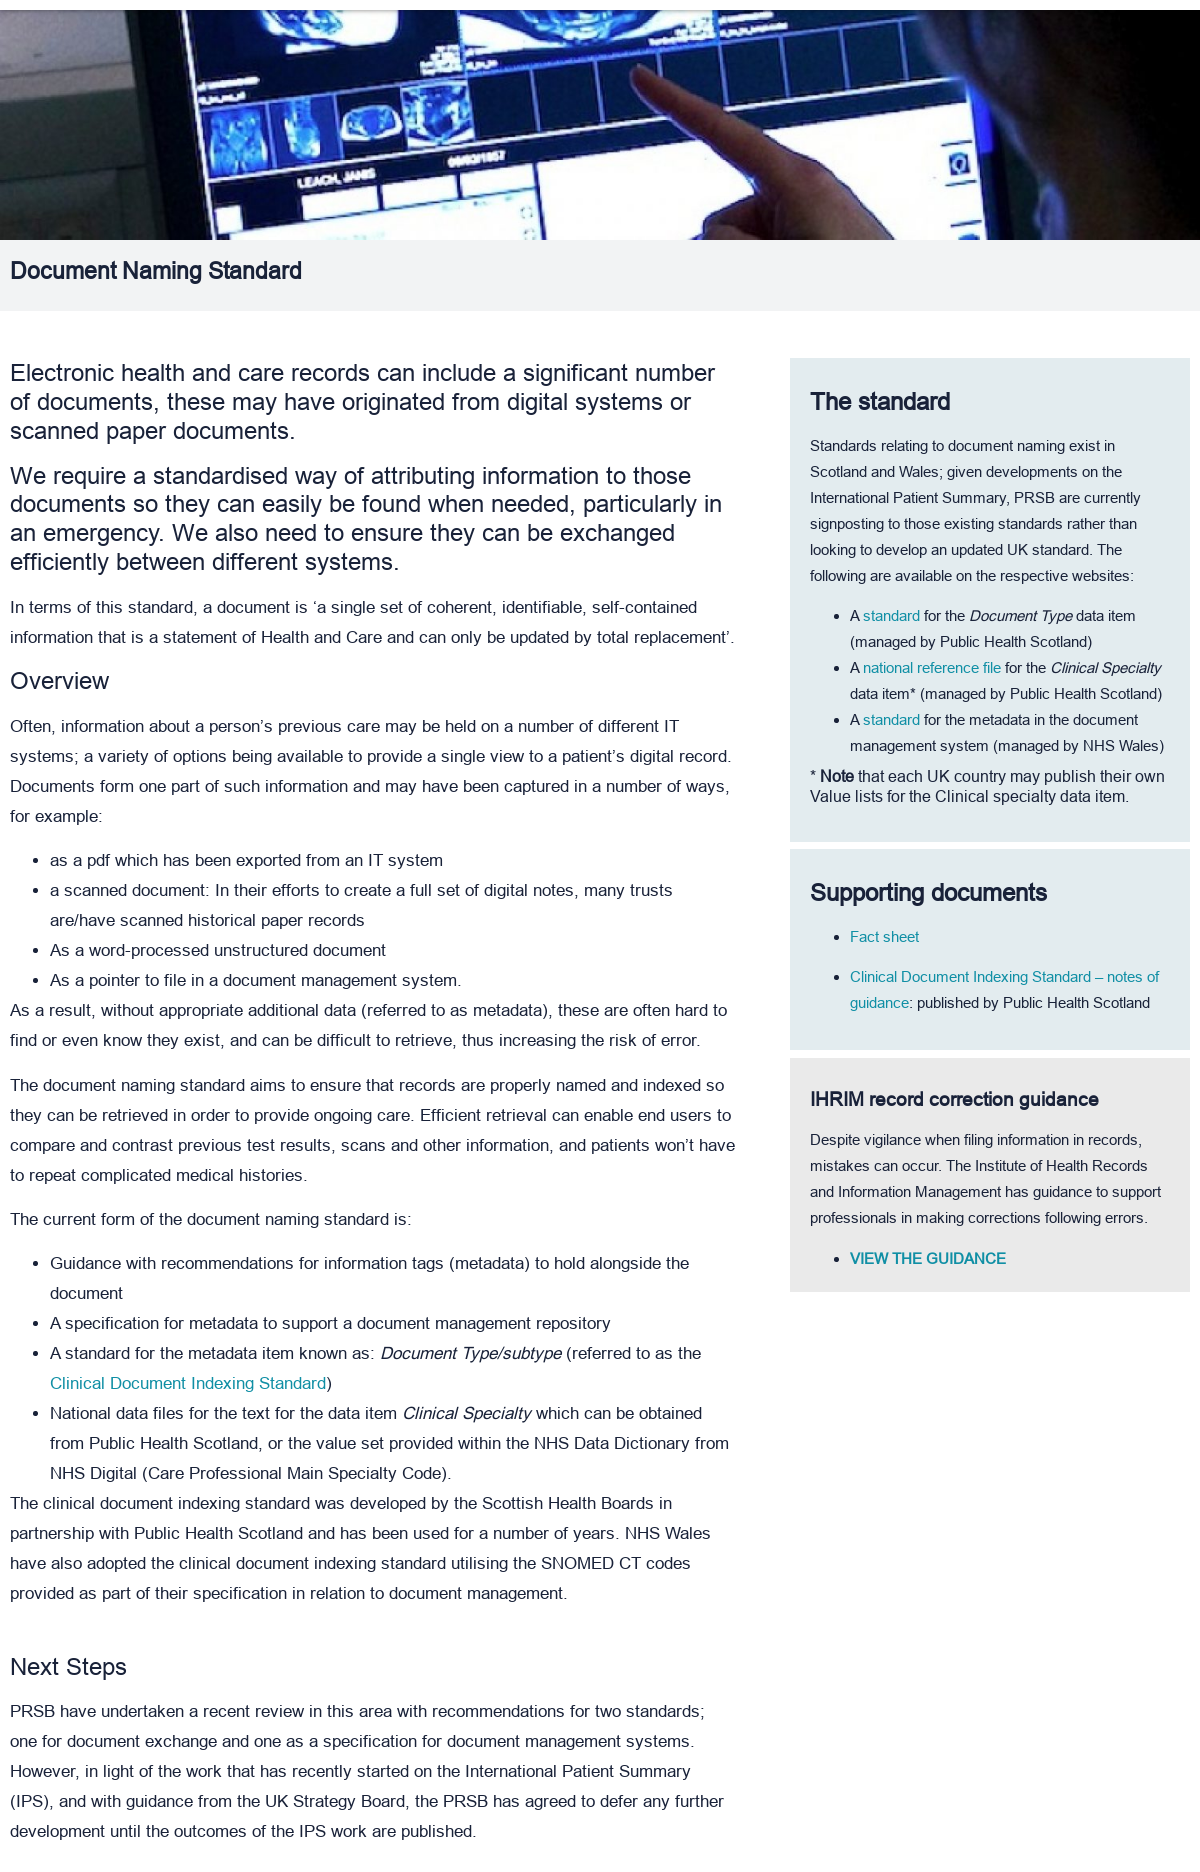 LEACH, JANIS
Document Naming Standard
Electronic health and care records can include a significant number
of documents, these may have originated from digital systems or
scanned paper documents.
We require a standardised way of attributing information to those
documents so they can easily be found when needed, particularly in
an emergency. We also need to ensure they can be exchanged
efficiently between different systems.
In terms of this standard, a document is ‘a single set of coherent, identifiable, self-contained
information that is a statement of Health and Care and can only be updated by total replacement’.
Overview
Often, information about a person’s previous care may be held on a number of different IT
systems; a variety of options being available to provide a single view to a patient’s digital record.
Documents form one part of such information and may have been captured in a number of ways,
for example:
• as a pdf which has been exported from an IT system
• a scanned document: In their efforts to create a full set of digital notes, many trusts
are/have scanned historical paper records
• As a word-processed unstructured document
• As a pointer to file in a document management system.
As a result, without appropriate additional data (referred to as metadata), these are often hard to
find or even know they exist, and can be difficult to retrieve, thus increasing the risk of error.
The document naming standard aims to ensure that records are properly named and indexed so
they can be retrieved in order to provide ongoing care. Efficient retrieval can enable end users to
compare and contrast previous test results, scans and other information, and patients won’t have
to repeat complicated medical histories.
The current form of the document naming standard is:
• Guidance with recommendations for information tags (metadata) to hold alongside the
document
• A specification for metadata to support a document management repository
• A standard for the metadata item known as: Document Type/subtype (referred to as the
Clinical Document Indexing Standard)
• National data files for the text for the data item Clinical Specialty which can be obtained
from Public Health Scotland, or the value set provided within the NHS Data Dictionary from
NHS Digital (Care Professional Main Specialty Code).
The clinical document indexing standard was developed by the Scottish Health Boards in
partnership with Public Health Scotland and has been used for a number of years. NHS Wales
have also adopted the clinical document indexing standard utilising the SNOMED CT codes
provided as part of their specification in relation to document management.
Next Steps
PRSB have undertaken a recent review in this area with recommendations for two standards;
one for document exchange and one as a specification for document management systems.
However, in light of the work that has recently started on the International Patient Summary
(IPS), and with guidance from the UK Strategy Board, the PRSB has agreed to defer any further
development until the outcomes of the IPS work are published.
The standard
Standards relating to document naming exist in
Scotland and Wales; given developments on the
International Patient Summary, PRSB are currently
signposting to those existing standards rather than
looking to develop an updated UK standard. The
following are available on the respective websites:
• A standard for the Document Type data item
(managed by Public Health Scotland)
• A national reference file for the Clinical Specialty
data item* (managed by Public Health Scotland)
• A standard for the metadata in the document
management system (managed by NHS Wales)
* Note that each UK country may publish their own
Value lists for the Clinical specialty data item.
Supporting documents
• Fact sheet
• Clinical Document Indexing Standard – notes of
guidance: published by Public Health Scotland
IHRIM record correction guidance
Despite vigilance when filing information in records,
mistakes can occur. The Institute of Health Records
and Information Management has guidance to support
professionals in making corrections following errors.
• VIEW THE GUIDANCE